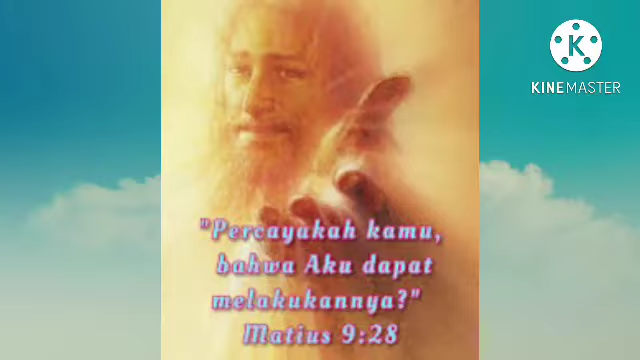 KINEMASTER
"Percayakah kamu,
bahwa Aku dapat
melakukannya?"
Matius 9:28